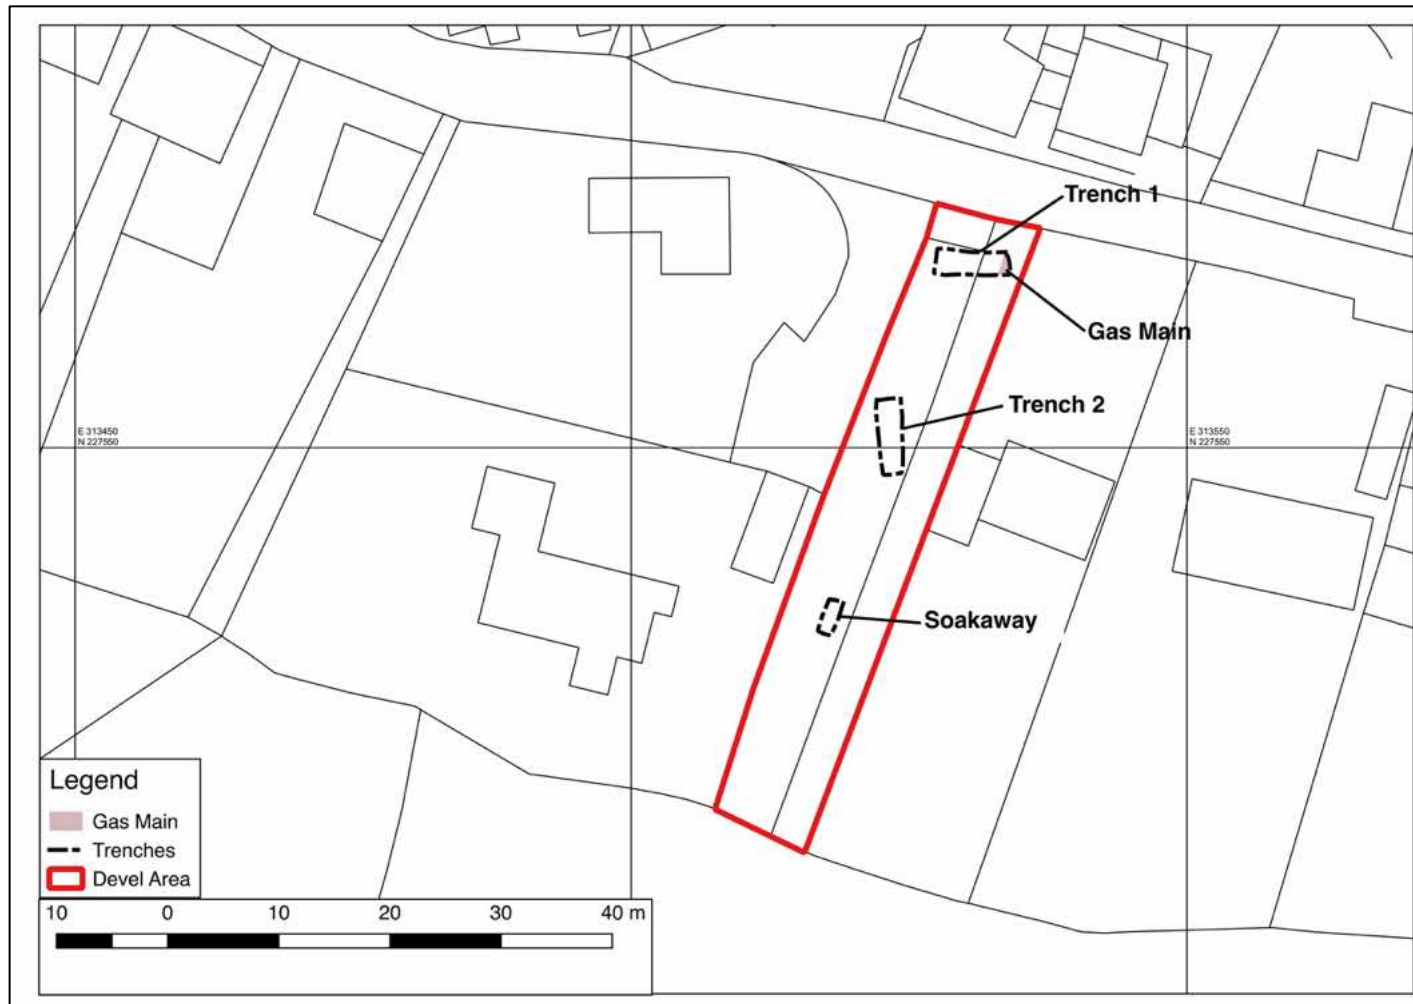 Trench 1
Gas Main
Trench 2
E 313450
N 227550
E 313550
N 227550
Soakaway
Legend
Gas Main
Trenches
Devel Area
10 0 10 20 30 40 m